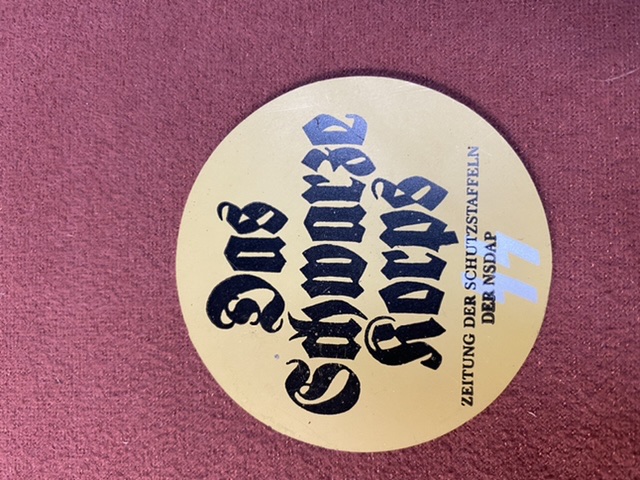 Das
Schwarze
Korps
ZEITUNG DER SCHUTZSTAFFELN
DER NSDAP